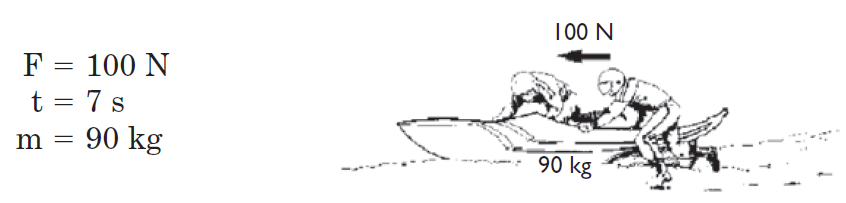 F = 100 N
t = 7 s
m = 90 kg
100 N
90 kg